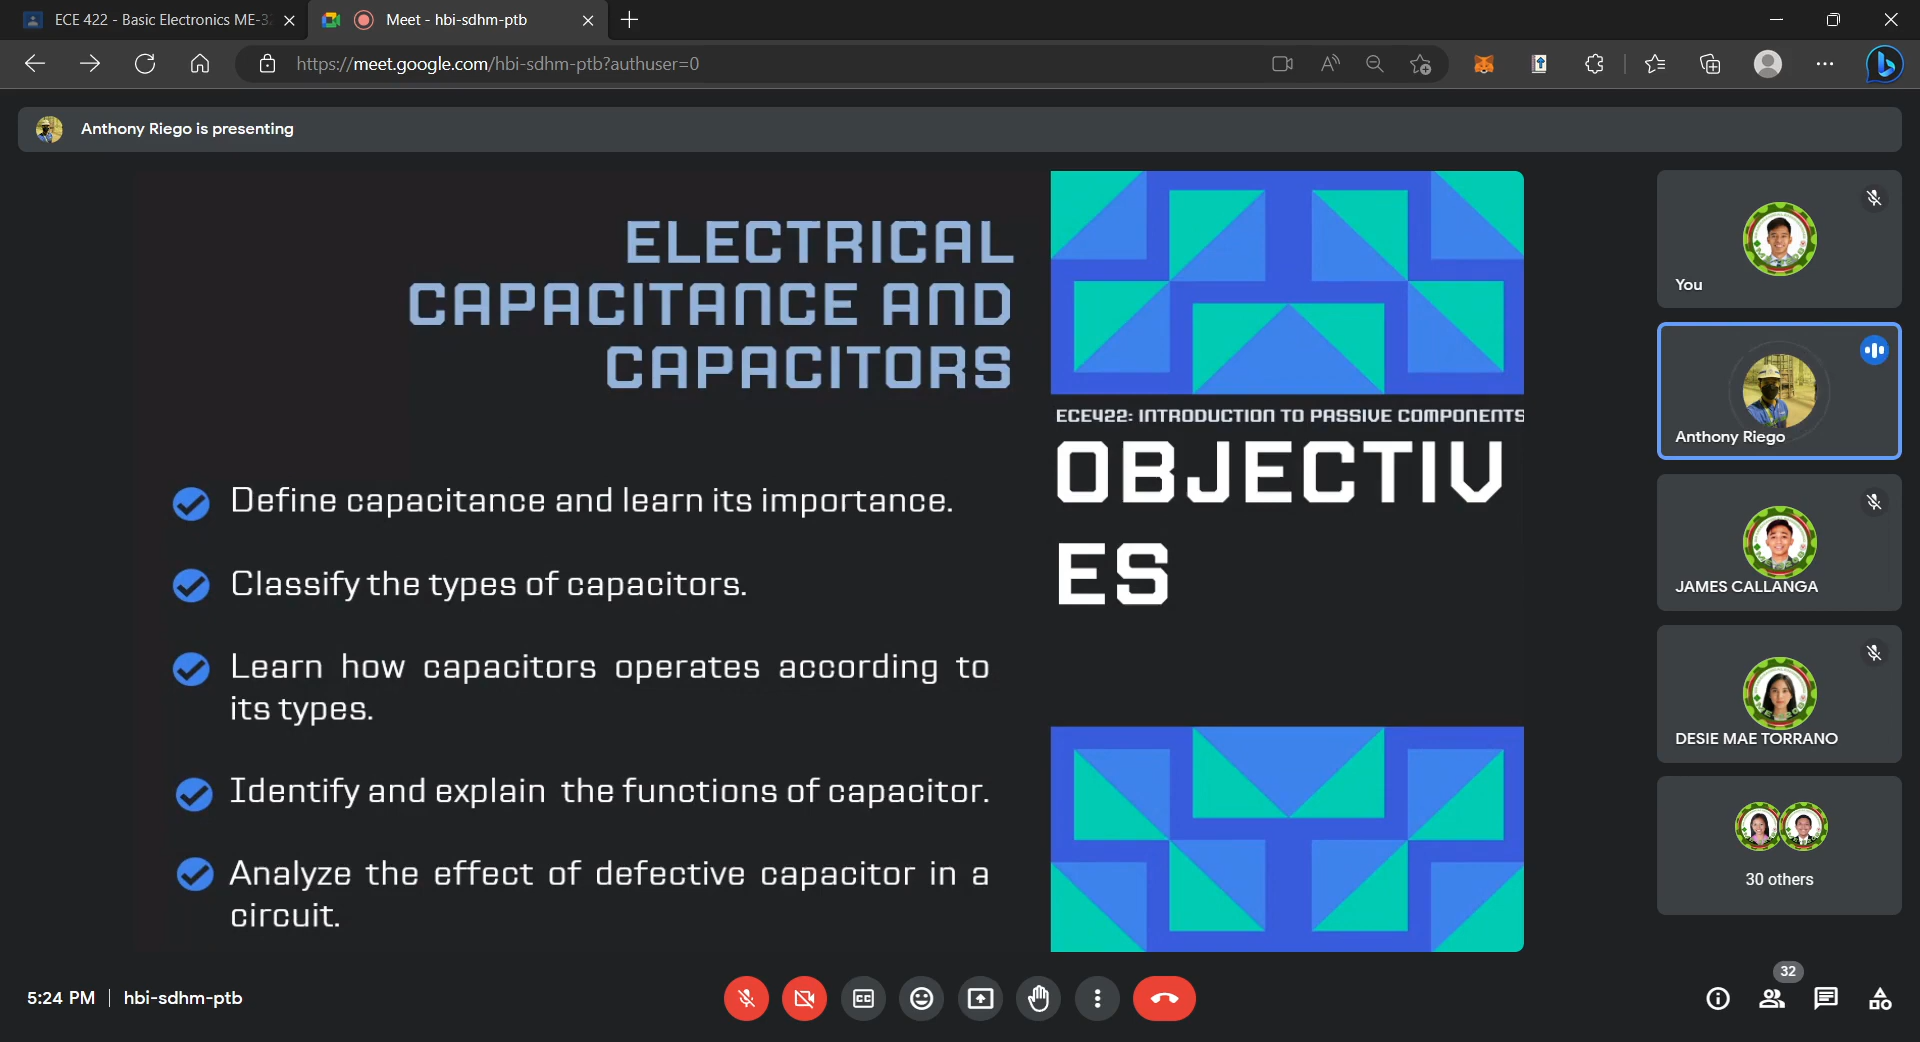 ECE 422 - Basic Electronics ME-32
Meet - hbi-sdhm-ptb
https://meet.google.com/hbi-sdhm-ptb?authuser=0
Anthony Riego is presenting
ELECTRICAL
CAPACITANCE AND
CAPACITORS
Define capacitance and learn its importance.
Classify the types of capacitors.
Learn how capacitors operates according to
its types.
Identify and explain the functions of capacitor.
Analyze the effect of defective capacitor in a
circuit.
ECE422: INTRODUCTION TO PASSIVE COMPONENTS
OBJECTIV
ES
You
Anthony Riego
JAMES CALLANGA
DESIE MAE TORRANO
30 others
5:24 PM | hbi-sdhm-ptb
CC
32